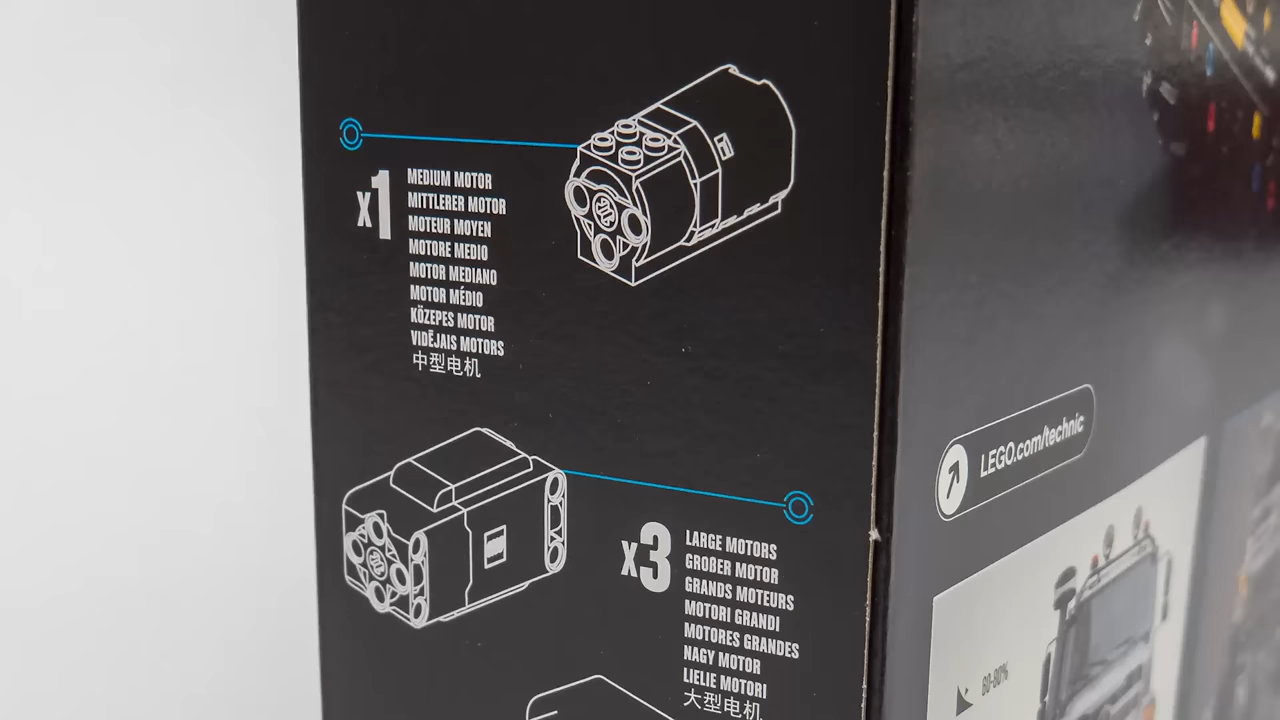 x1
MEDIUM MOTOR
MITTLERER MOTOR
MOTEUR MOYEN
MOTORE MEDIO
MOTOR MEDIANO
MOTOR MÉDIO
KÖZEPES MOTOR
VIDĒJAIS MOTORS
中型电机
x3
LARGE MOTORS
GROßER MOTOR
GRANDS MOTEURS
MOTORI GRANDI
MOTORES GRANDES
NAGY MOTOR
LIELIE MOTORI
大型电机
LEGO.com/technic
60-80%